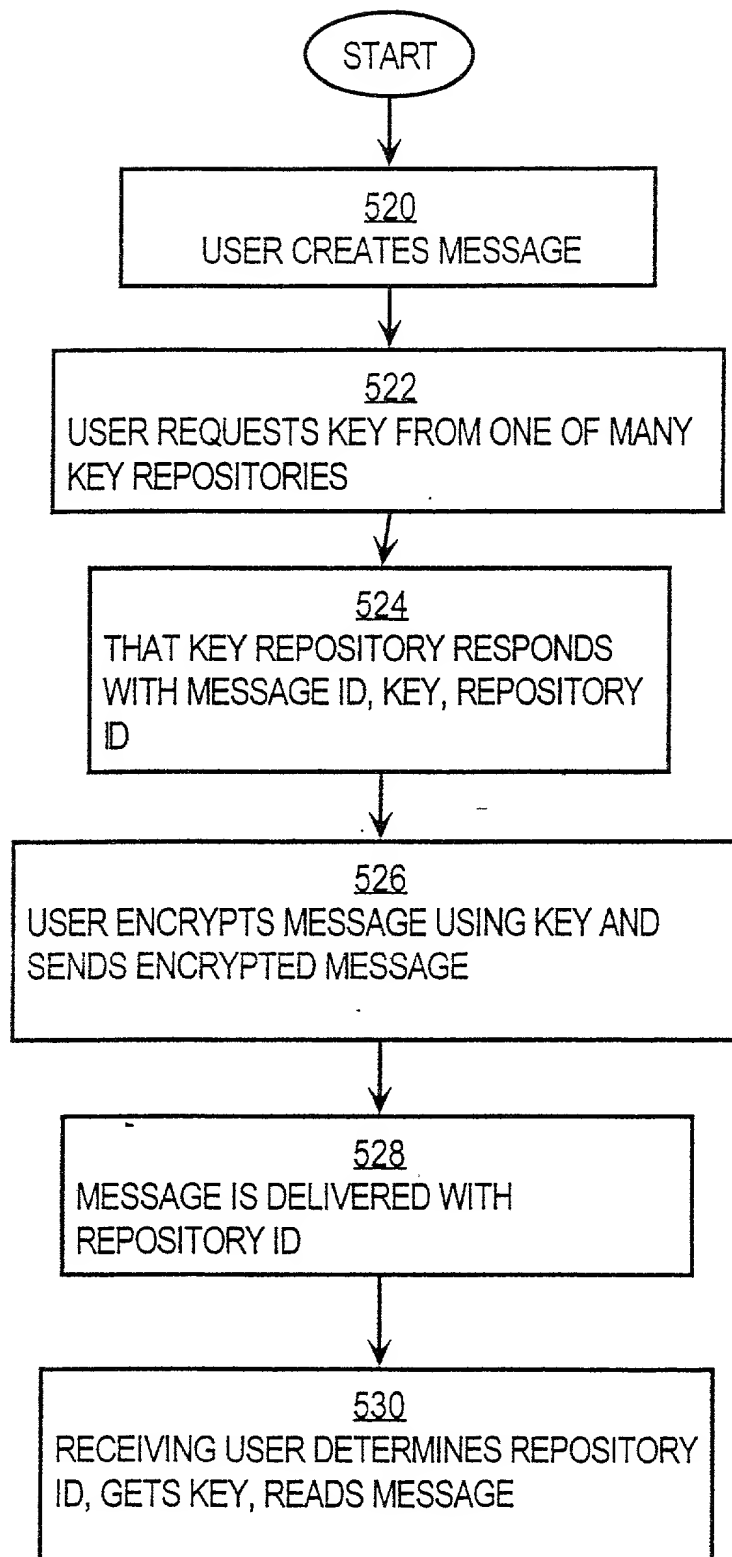 START
520
USER CREATES MESSAGE
522
USER REQUESTS KEY FROM ONE OF MANY
KEY REPOSITORIES
524
THAT KEY REPOSITORY RESPONDS
WITH MESSAGE ID, KEY, REPOSITORY
ID
526
USER ENCRYPTS MESSAGE USING KEY AND
SENDS ENCRYPTED MESSAGE
528
MESSAGE IS DELIVERED WITH
REPOSITORY ID
530
RECEIVING USER DETERMINES REPOSITORY
ID, GETS KEY, READS MESSAGE